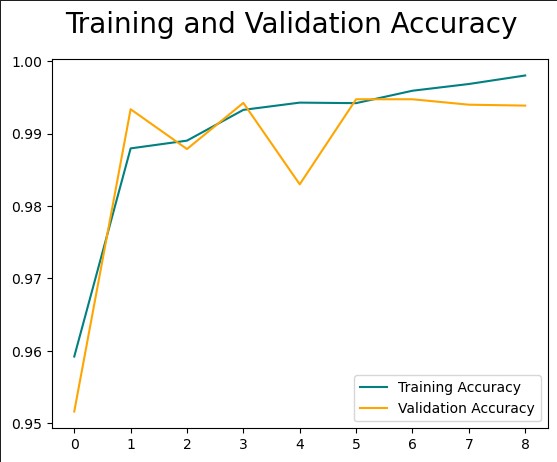 Training and Validation Accuracy
1.00
0.99
0.98
0.97
0.96
0.95
Training Accuracy
Validation Accuracy
0 1 2 3 4 5 6 7 8